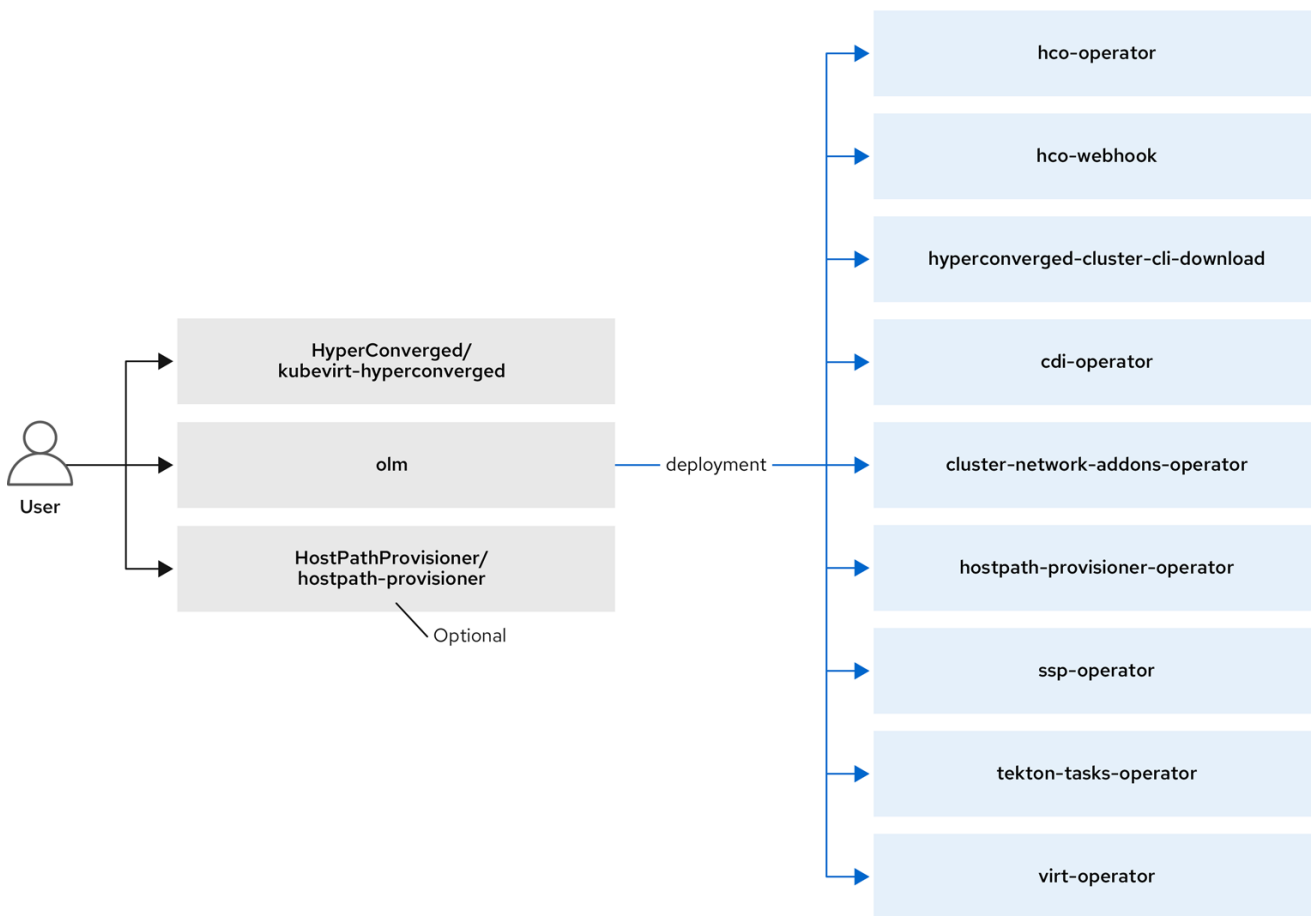 User
HyperConverged/
kubevirt-hyperconverged
olm
HostPathProvisioner/
hostpath-provisioner
Optional
deployment
hco-operator
hco-webhook
hyperconverged-cluster-cli-download
cdi-operator
cluster-network-addons-operator
hostpath-provisioner-operator
ssp-operator
tekton-tasks-operator
virt-operator